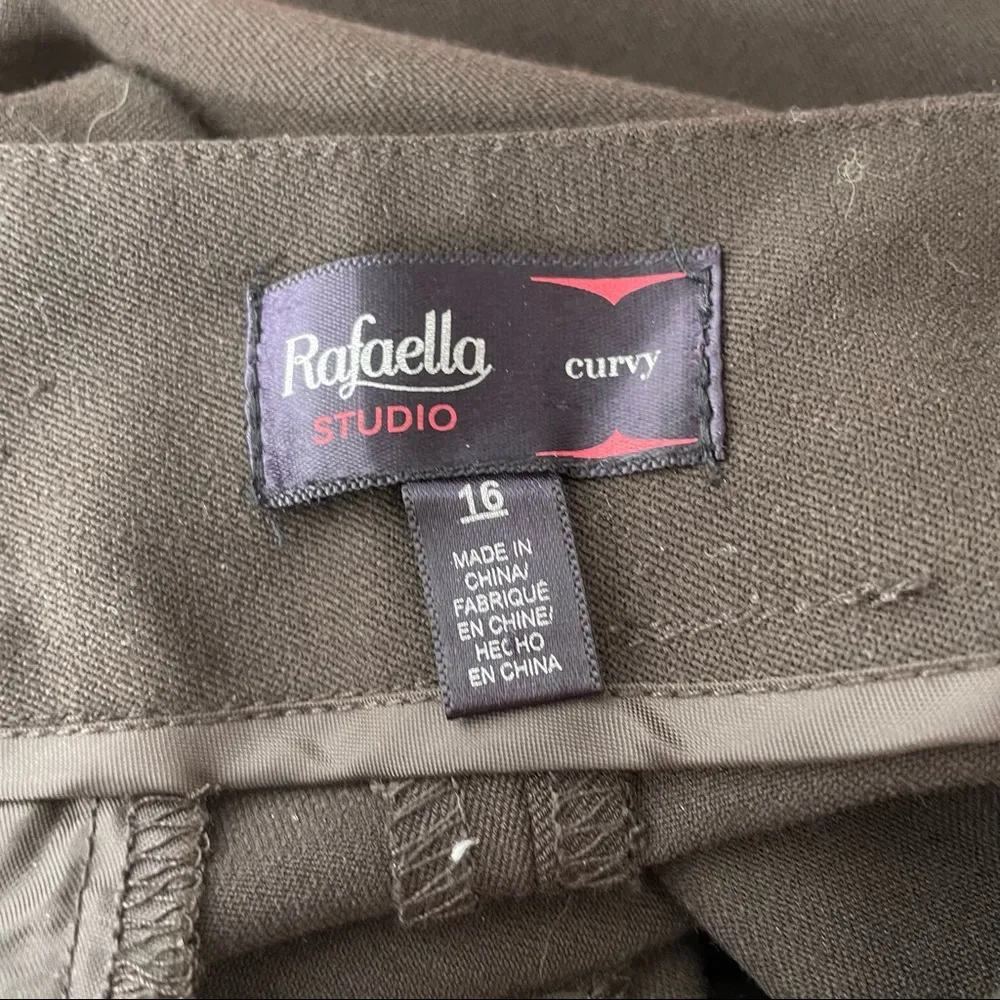 Rafaella
STUDIO
curvy
16
MADE IN
CHINA/
FABRIQUÉ
EN CHINE/
HECHO
EN CHINA